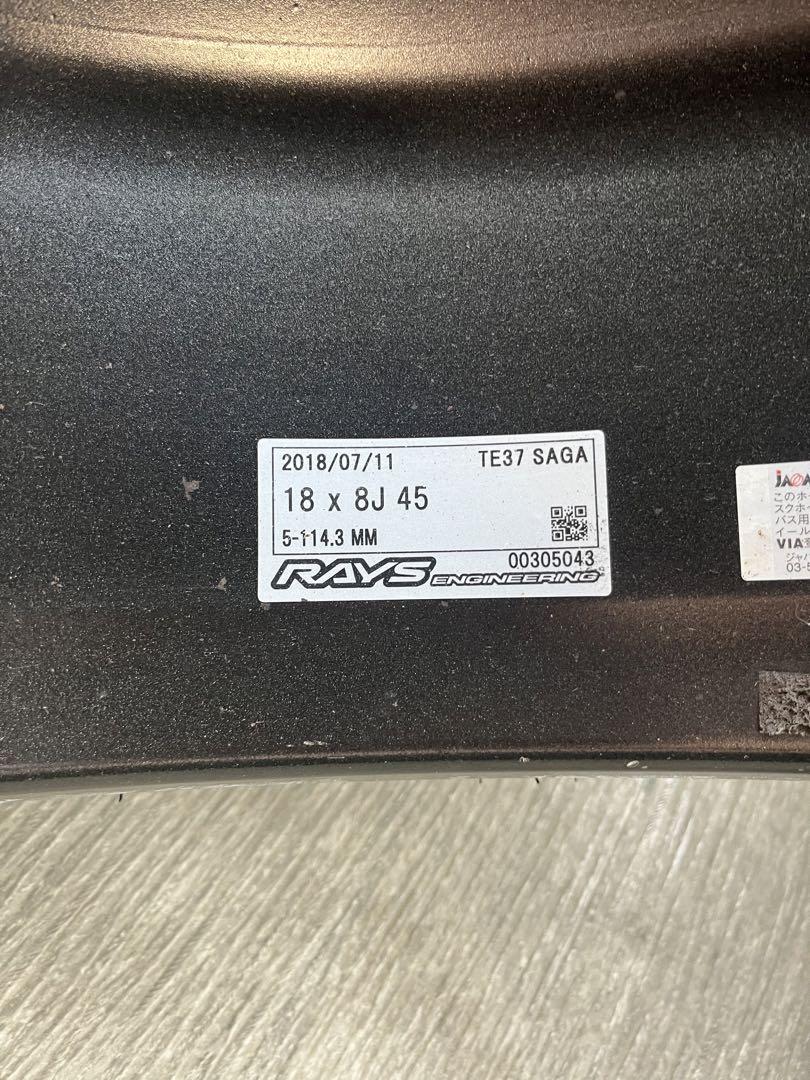 2018/07/11 TE37 SAGA
18 x 8J 45
5-114.3 MM
00305043
RAYS ENGINEERING
このホ
スクホ
バス用
イール
VIA
ジャパ
03-5